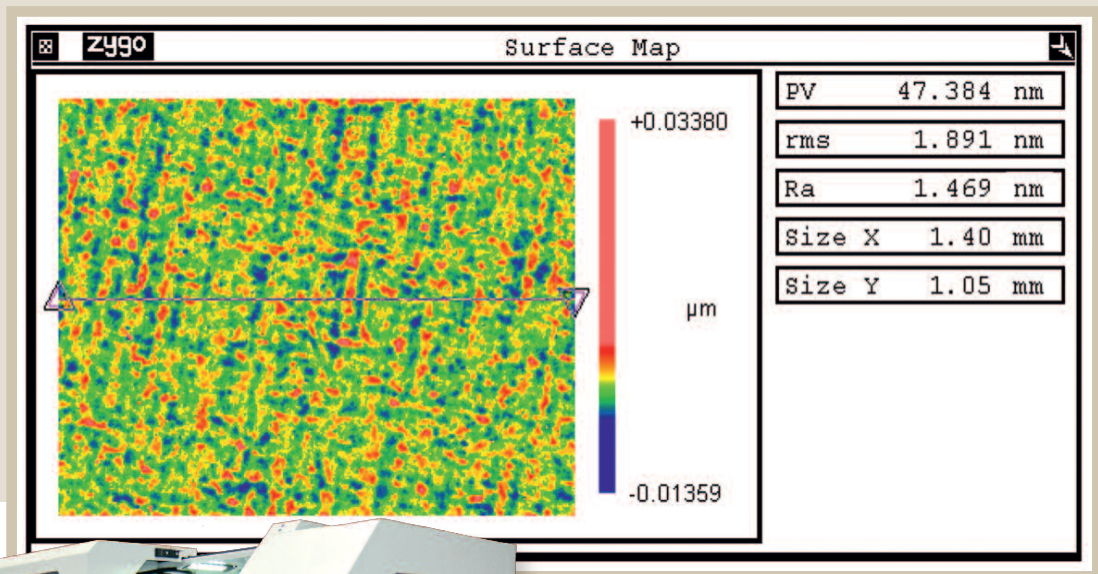 zygo
Surface Map
+0.03380
µm
-0.01359
PV 47.384 nm
rms 1.891 nm
Ra 1.469 nm
Size X 1.40 mm
Size Y 1.05 mm